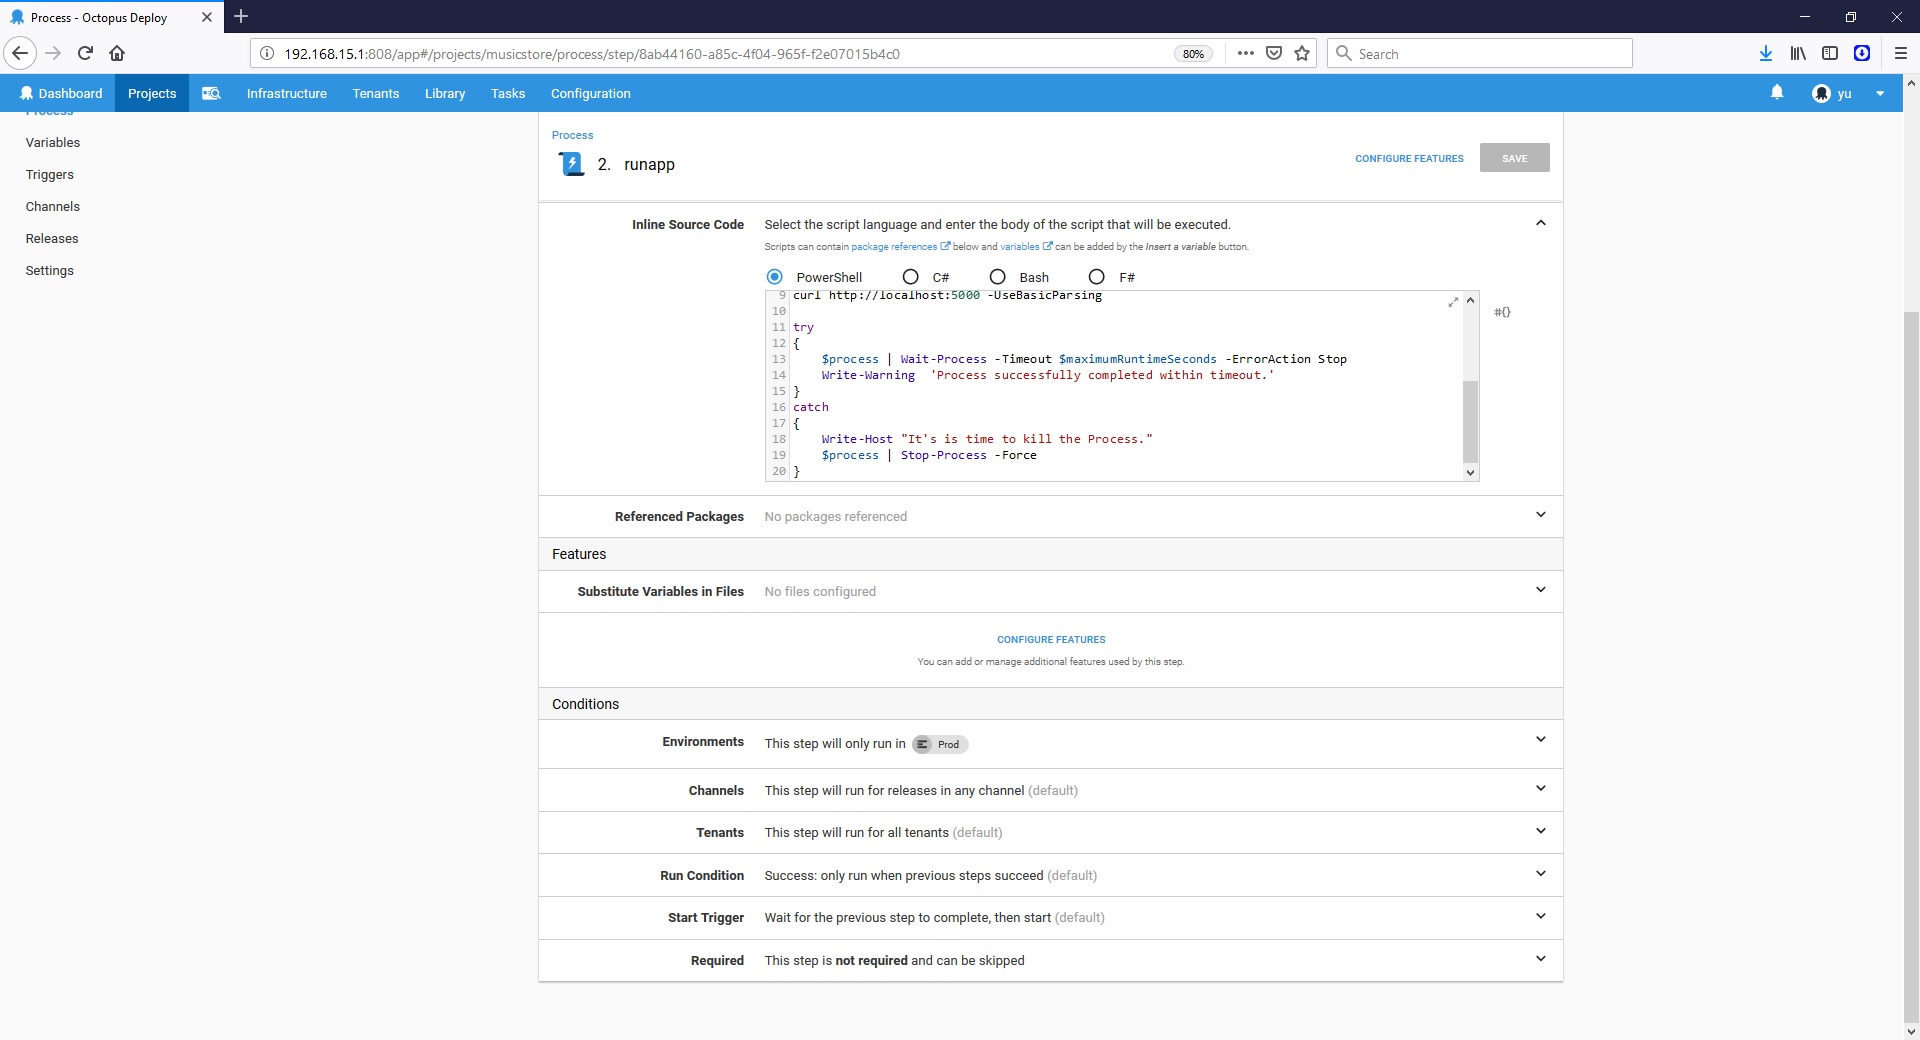 Process - Octopus Deploy
192.168.15.1:808/app#/projects/musicstore/process/step/8ab44160-a85c-4f04-965f-f2e07015b4c0
80%
Search
Dashboard
Projects
Infrastructure
Tenants
Library
Tasks
Configuration
yu
Process
Variables
Triggers
Channels
Releases
Settings
Process
2. runapp
CONFIGURE FEATURES
SAVE
Inline Source Code
Select the script language and enter the body of the script that will be executed.
Scripts can contain package references below and variables can be added by the Insert a variable button.
PowerShell
C#
Bash
F#
#{}
9 curl http://localhost:5000 -UseBasicParsing
10
11 try
12 {
13 $process | Wait-Process -Timeout $maximumRuntimeSeconds -ErrorAction Stop
14 Write-Warning 'Process successfully completed within timeout.'
15 }
16 catch
17 {
18 Write-Host "It's is time to kill the Process."
19 $process | Stop-Process -Force
20 }
Referenced Packages
No packages referenced
Features
Substitute Variables in Files
No files configured
CONFIGURE FEATURES
You can add or manage additional features used by this step.
Conditions
Environments
This step will only run in Prod
Channels
This step will run for releases in any channel (default)
Tenants
This step will run for all tenants (default)
Run Condition
Success: only run when previous steps succeed (default)
Start Trigger
Wait for the previous step to complete, then start (default)
Required
This step is not required and can be skipped